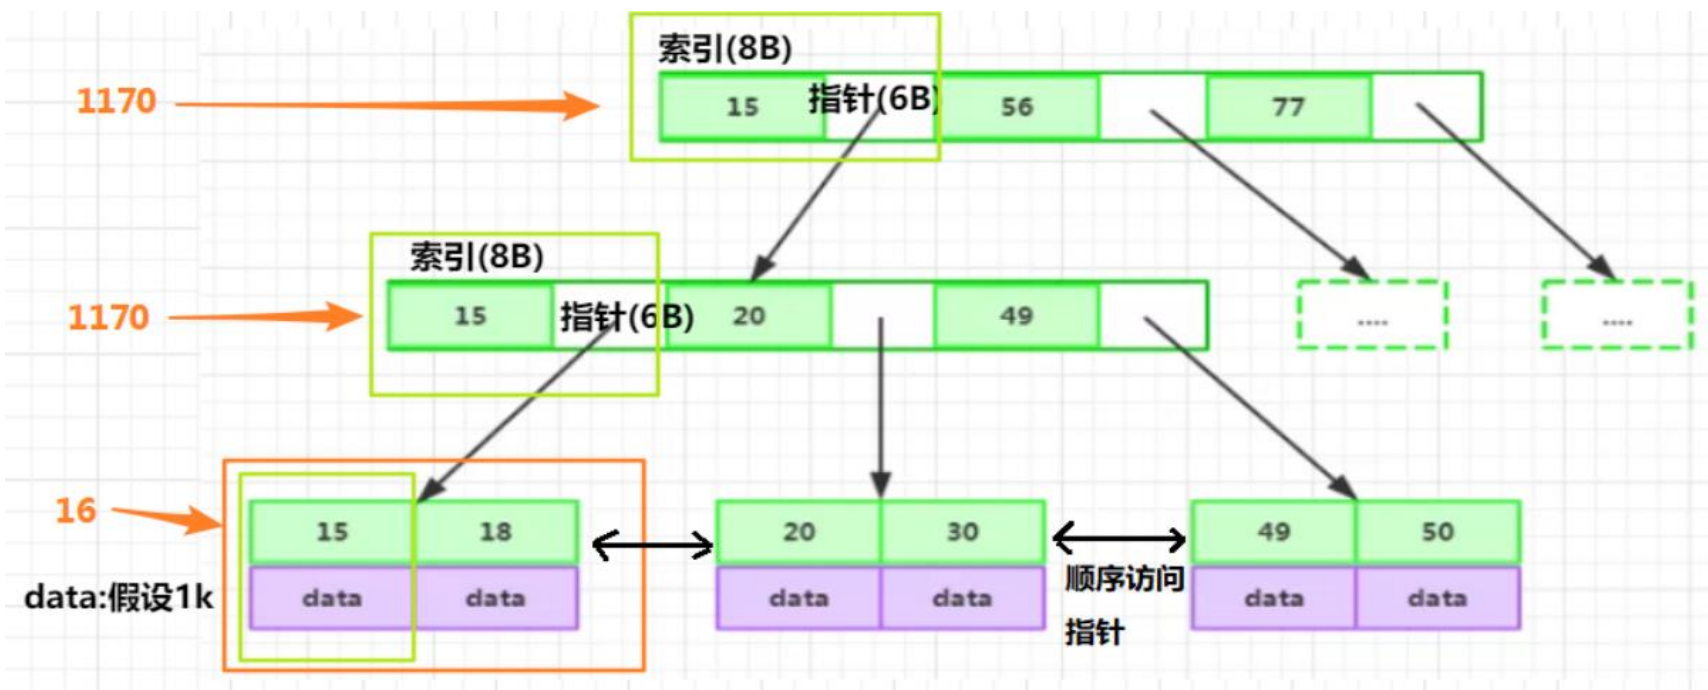 索引(8B)
1170
15
指针(6B)
56
77
索引(8B)
1170
15
指针(6B)
20
49
....
....
16
15
18
20
30
49
50
data:假设1k
data
data
data
data
顺序访问
指针
data
data